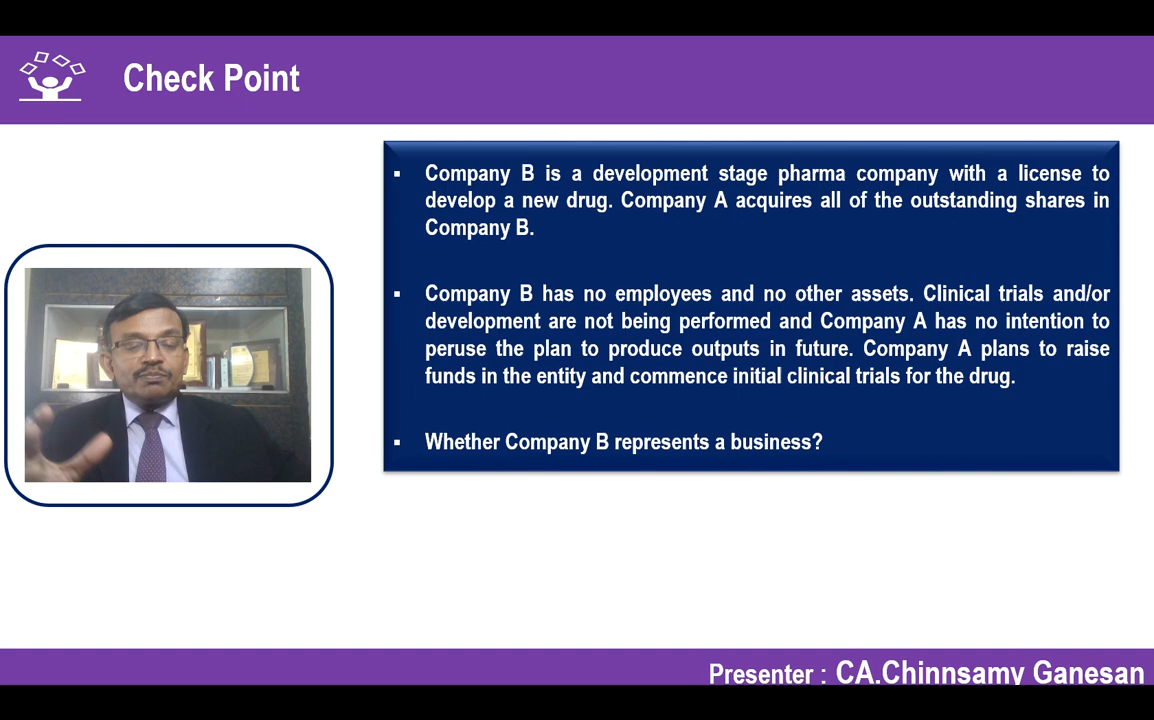 Check Point
▪ Company B is a development stage pharma company with a license to
develop a new drug. Company A acquires all of the outstanding shares in
Company B.
▪ Company B has no employees and no other assets. Clinical trials and/or
development are not being performed and Company A has no intention to
peruse the plan to produce outputs in future. Company A plans to raise
funds in the entity and commence initial clinical trials for the drug.
▪ Whether Company B represents a business?
Presenter : CA.Chinnsamy Ganesan